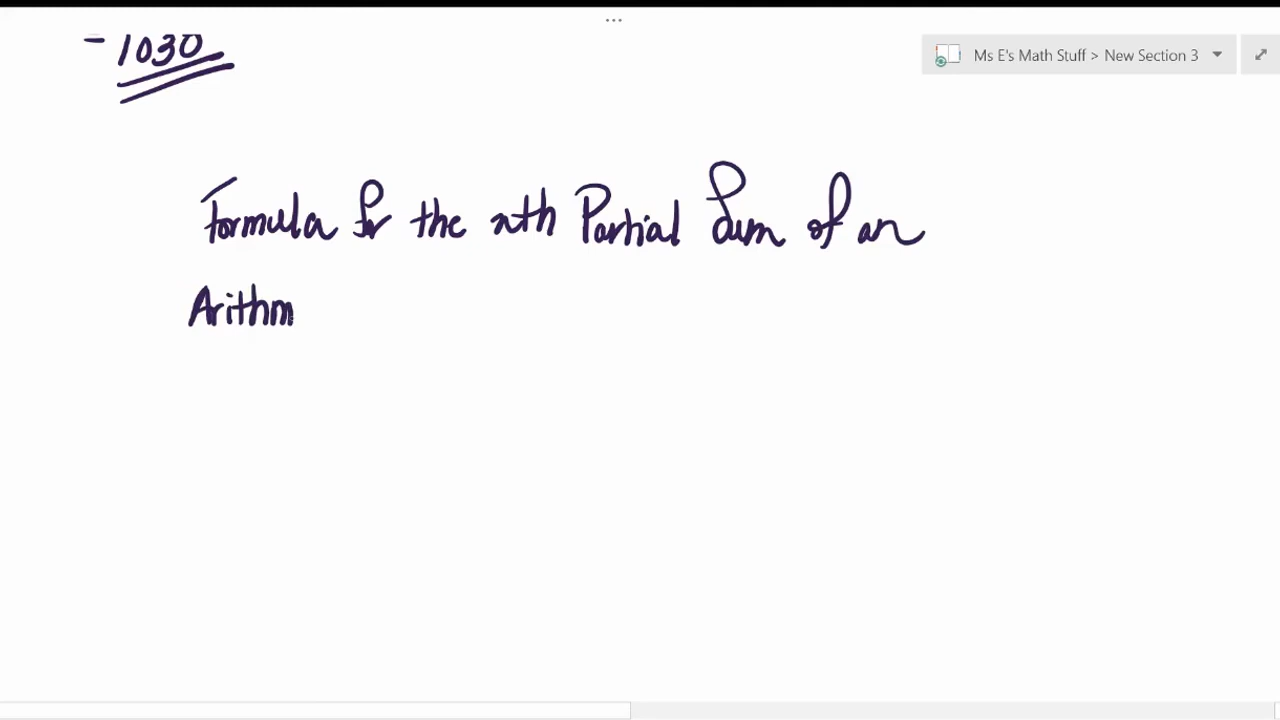 - 1030
Ms E's Math Stuff > New Section 3
Formula for the nth Partial Sum of an
Arithm